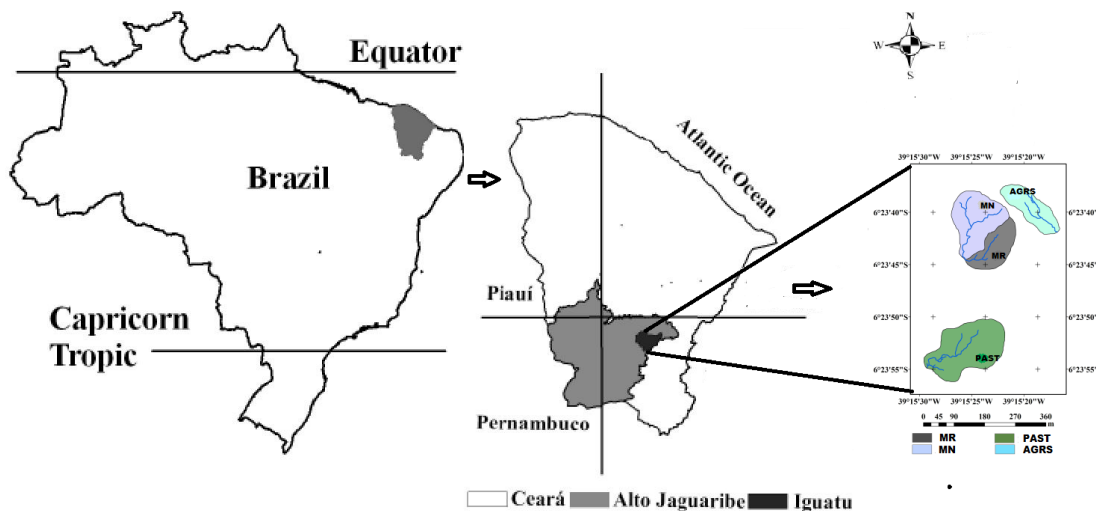 Equator
Brazil
Capricorn
Tropic
Atlantic Ocean
Piauí
Pernambuco
Ceará Alto Jaguaribe Iguatu
N
W E
S
39°15'30"W 39°15'25"W 39°15'20"W
AGRS
MN
6°23'40"S 6°23'40"S
MR
6°23'45"S 6°23'45"S
6°23'50"S 6°23'50"S
PAST
6°23'55"S 6°23'55"S
39°15'30"W 39°15'25"W 39°15'20"W
0 45 90 180 270 360 m
MR PAST
MN AGRS